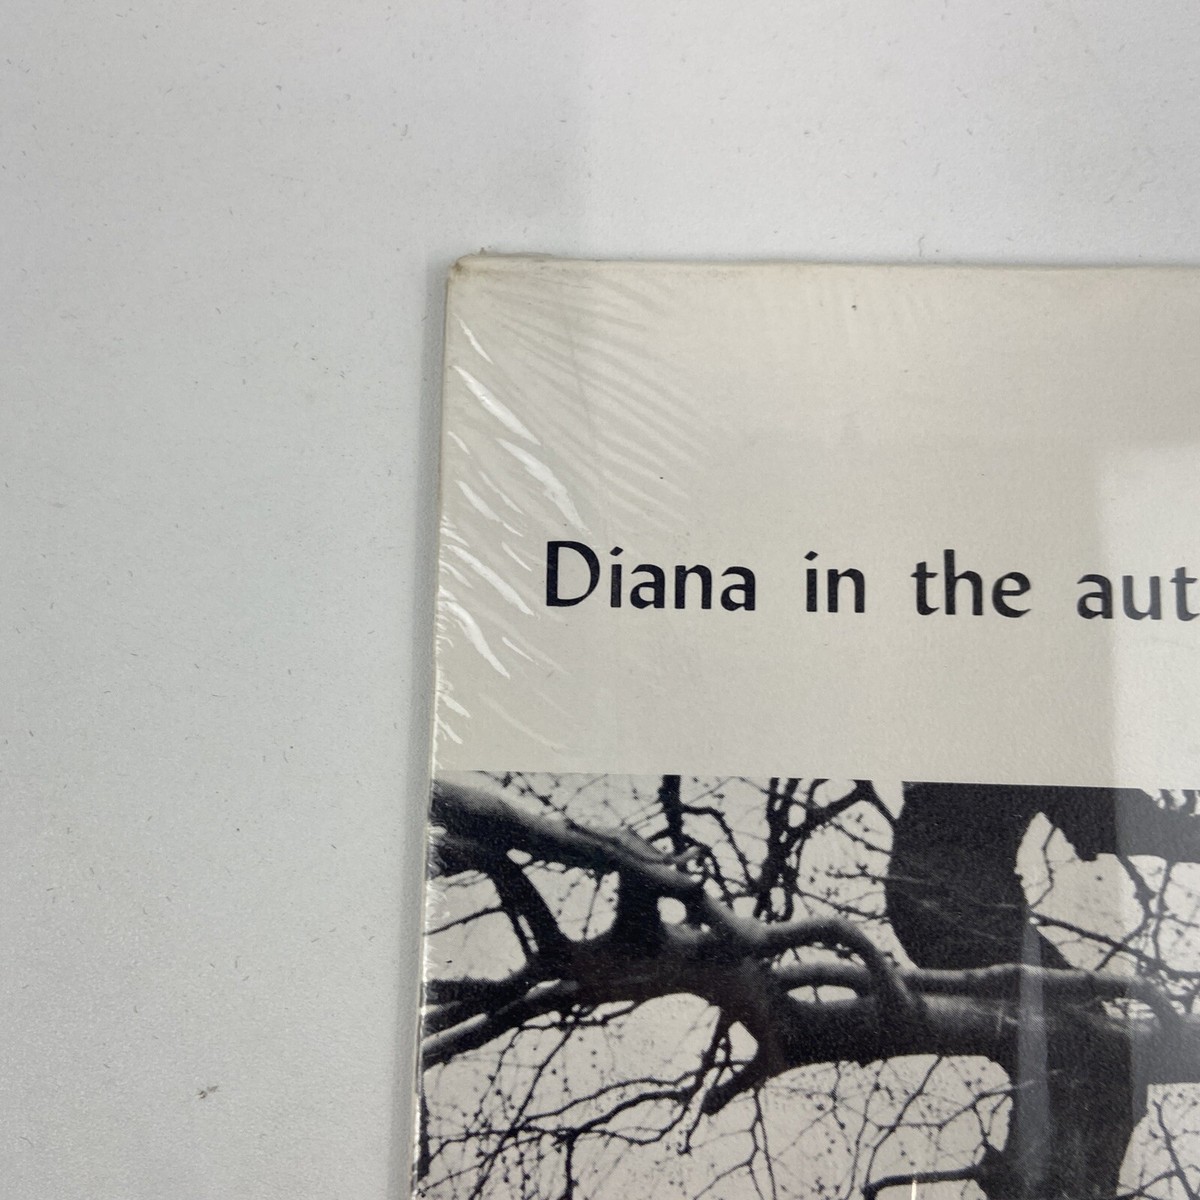 Diana in the aut